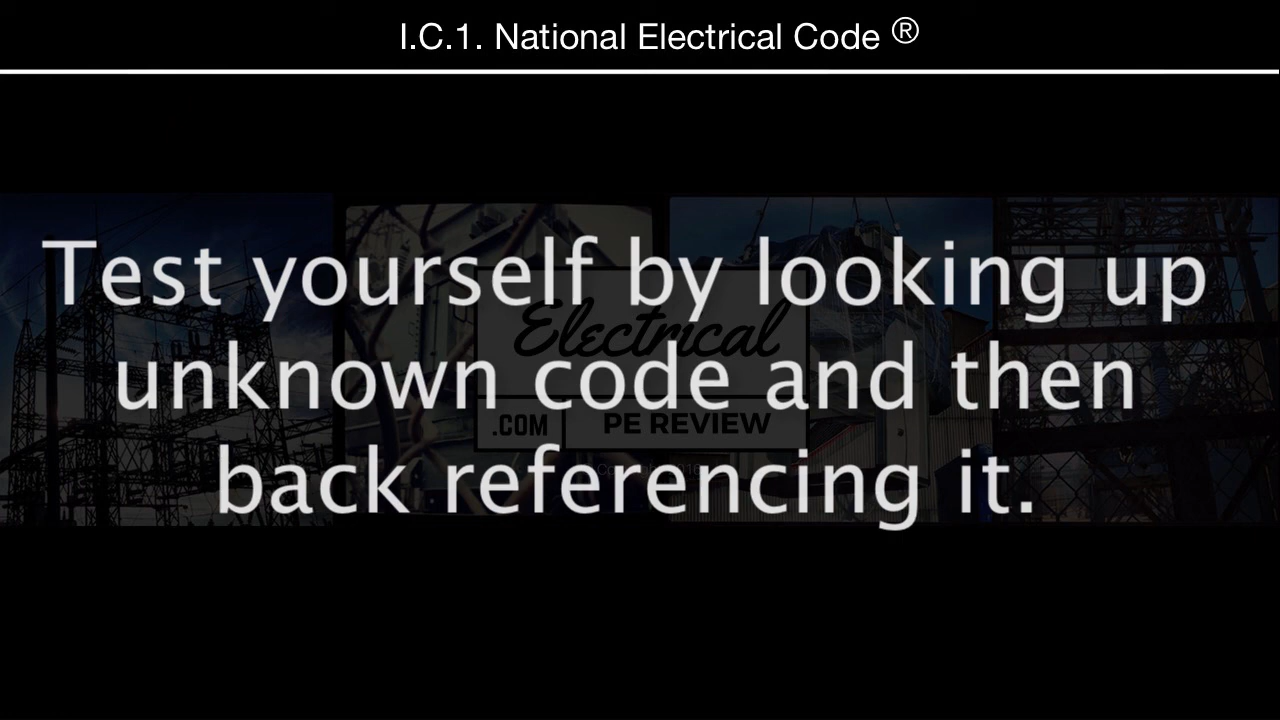 I.C.1. National Electrical Code ®
Test yourself by looking up
unknown code and then
back referencing it.
Electrical
.COM PE REVIEW